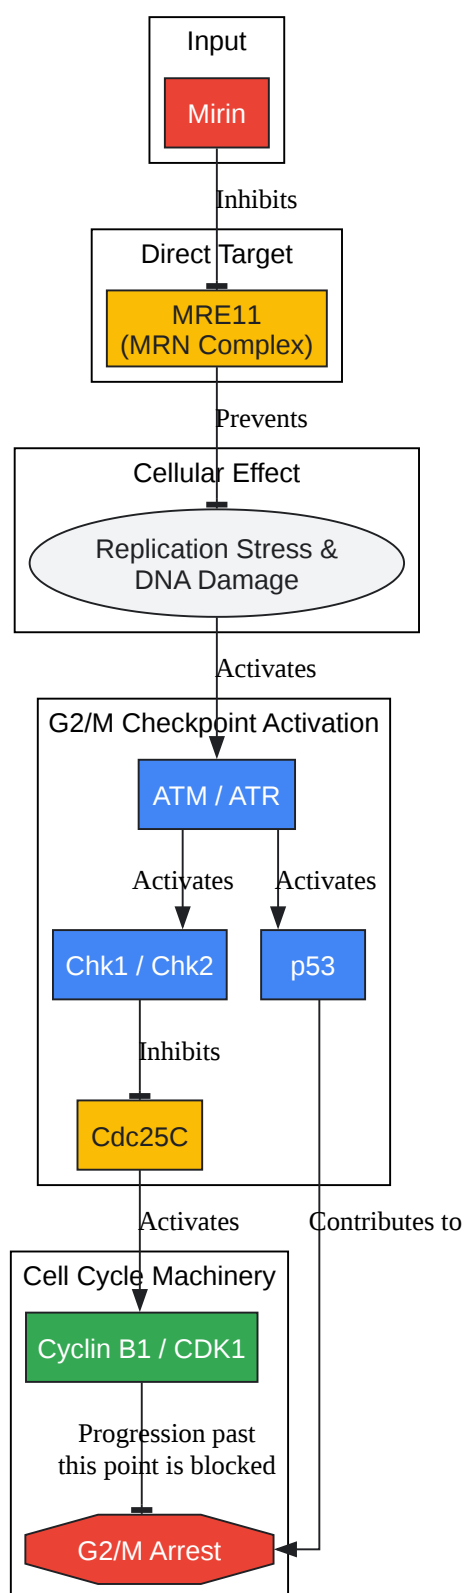 Input
Mirin
Inhibits
Direct Target
MRE11
(MRN Complex)
Prevents
Cellular Effect
Replication Stress &
DNA Damage
Activates
G2/M Checkpoint Activation
ATM / ATR
Activates
Activates
Chk1 / Chk2
p53
Inhibits
Cdc25C
Activates
Contributes to
Cell Cycle Machinery
Cyclin B1 / CDK1
Progression past
this point is blocked
G2/M Arrest